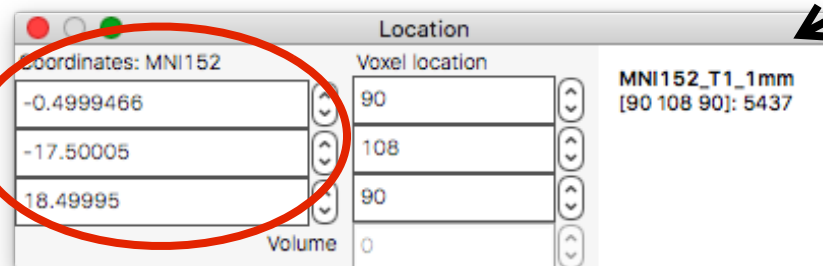 Location
Coordinates: MNI152
Voxel location
-0.4999466
90
MNI152_T1_1mm
[90 108 90]: 5437
-17.50005
108
18.49995
90
Volume
0